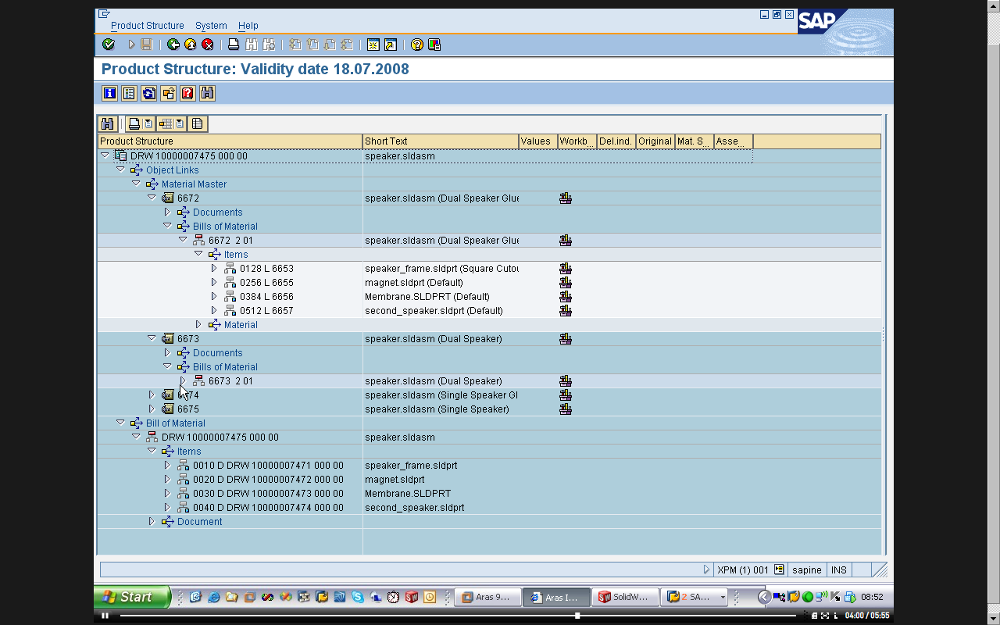 Product Structure System Help
SAP
Product Structure: Validity date 18.07.2008
Product Structure Short Text Values Workb... Del.ind. Original Mat. S... Asse...
DRW 10000007475 000 00 speaker.sldasm
Object Links
Material Master
6672 speaker.sldasm (Dual Speaker Glue
Documents
Bills of Material
6672 2 01 speaker.sldasm (Dual Speaker Glue
Items
0128 L 6653 speaker_frame.sldprt (Square Cutou
0256 L 6655 magnet.sldprt (Default)
0384 L 6656 Membrane.SLDPRT (Default)
0512 L 6657 second_speaker.sldprt (Default)
Material
6673 speaker.sldasm (Dual Speaker)
Documents
Bills of Material
6673 2 01 speaker.sldasm (Dual Speaker)
6674 speaker.sldasm (Single Speaker Gl
6675 speaker.sldasm (Single Speaker)
Bill of Material
DRW 10000007475 000 00 speaker.sldasm
Items
0010 D DRW 10000007471 000 00 speaker_frame.sldprt
0020 D DRW 10000007472 000 00 magnet.sldprt
0030 D DRW 10000007473 000 00 Membrane.SLDPRT
0040 D DRW 10000007474 000 00 second_speaker.sldprt
Document
XPM (1) 001 sapine INS
Start Aras 9... Aras I... SolidW... 2 SA... 08:52
04:00 / 05:55